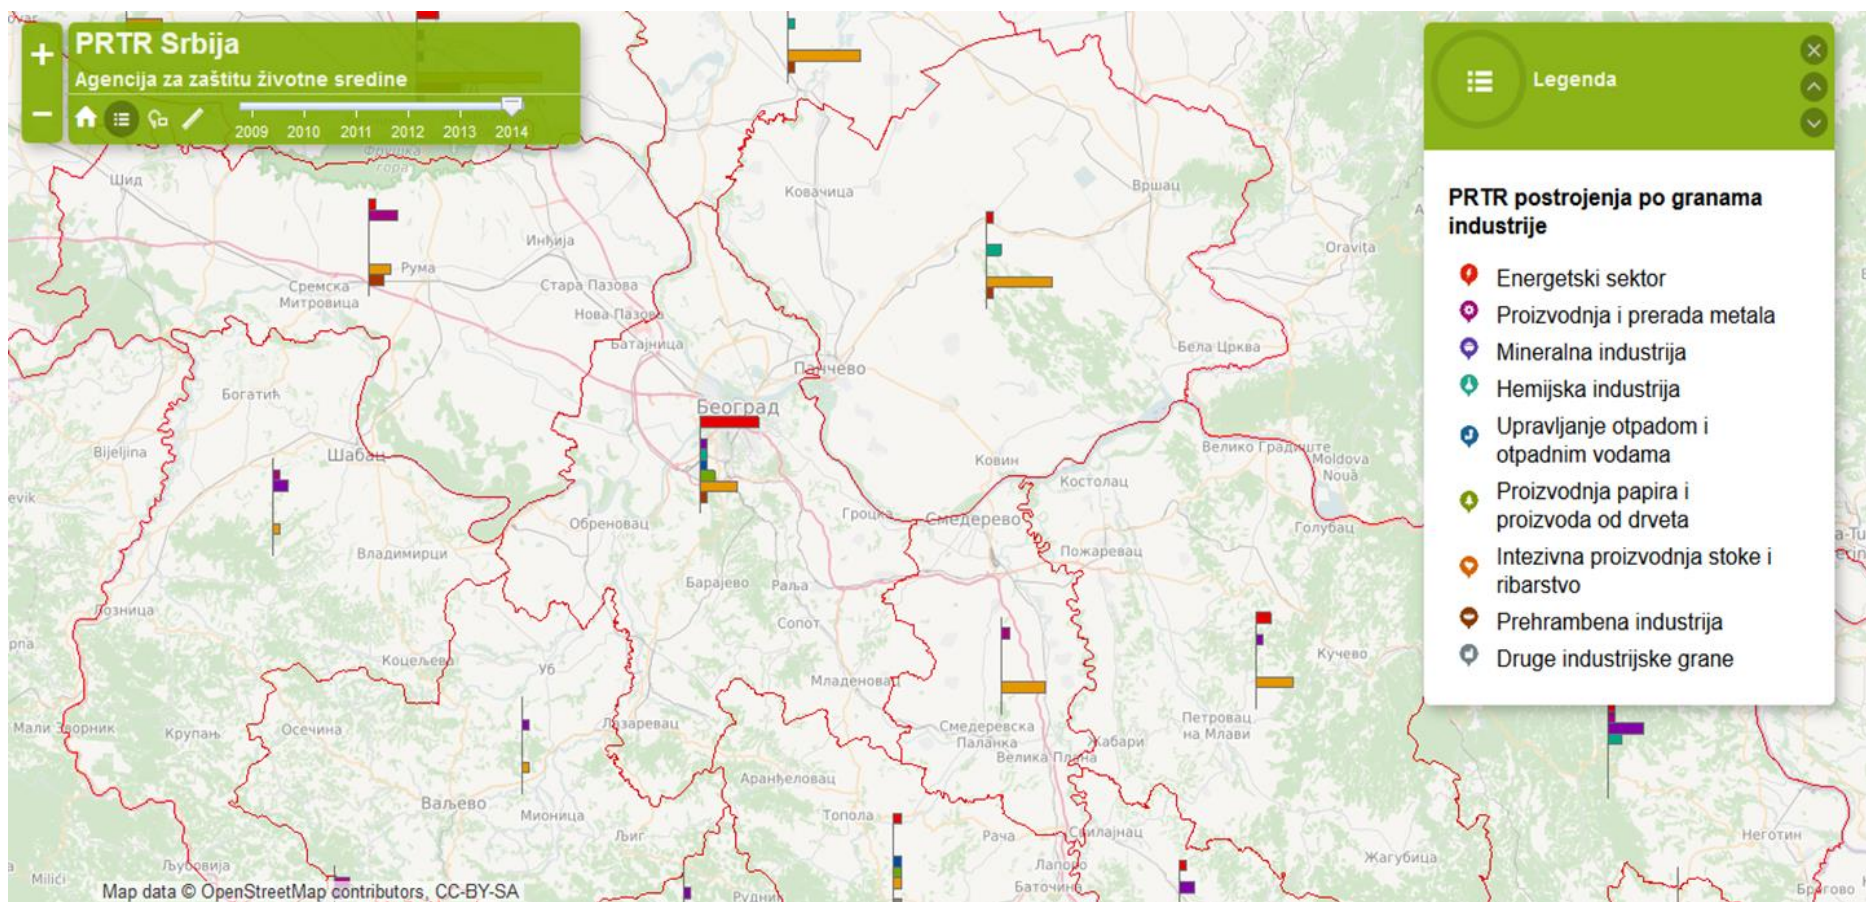 PRTR Srbija
Agencija za zaštitu životne sredine
2009 2010 2011 2012 2013 2014
Legenda
PRTR postrojenja po granama
industrije
Energetski sektor
Proizvodnja i prerada metala
Mineralna industrija
Hemijska industrija
Upravljanje otpadom i
otpadnim vodama
Proizvodnja papira i
proizvoda od drveta
Intezivna proizvodnja stoke i
ribarstvo
Prehrambena industrija
Druge industrijske grane
Фрушка
гора
Шид
Ковачица
Вршац
Инђија
Oravița
Рума
Сремска
Митровица
Стара Пазова
Нова Пазова
Батајница
Бела Црква
Панчево
Богатић
Београд
Bijeljina
Шабац
Велико Градиште
Ковин
Moldova
Nouă
Костолац
Гроцка
Смедерево
Обреновац
Голубац
Владимирци
Пожаревац
Барајево
Раља
Лозница
Сопот
Коцељева
Уб
Кучево
Младеновац
Мали Зворник
Крупањ
Осечина
Лазаревац
Смедеревска
Паланка
Петровац
на Млави
Жабари
Велика Плана
Аранђеловац
Ваљево
Мионица
Топола
Љиг
Рача
Свилајнац
Неготин
Жагубица
Љубовија
Лапово
Milići
Баточина
Рудник
Брегово
Map data © OpenStreetMap contributors, CC-BY-SA